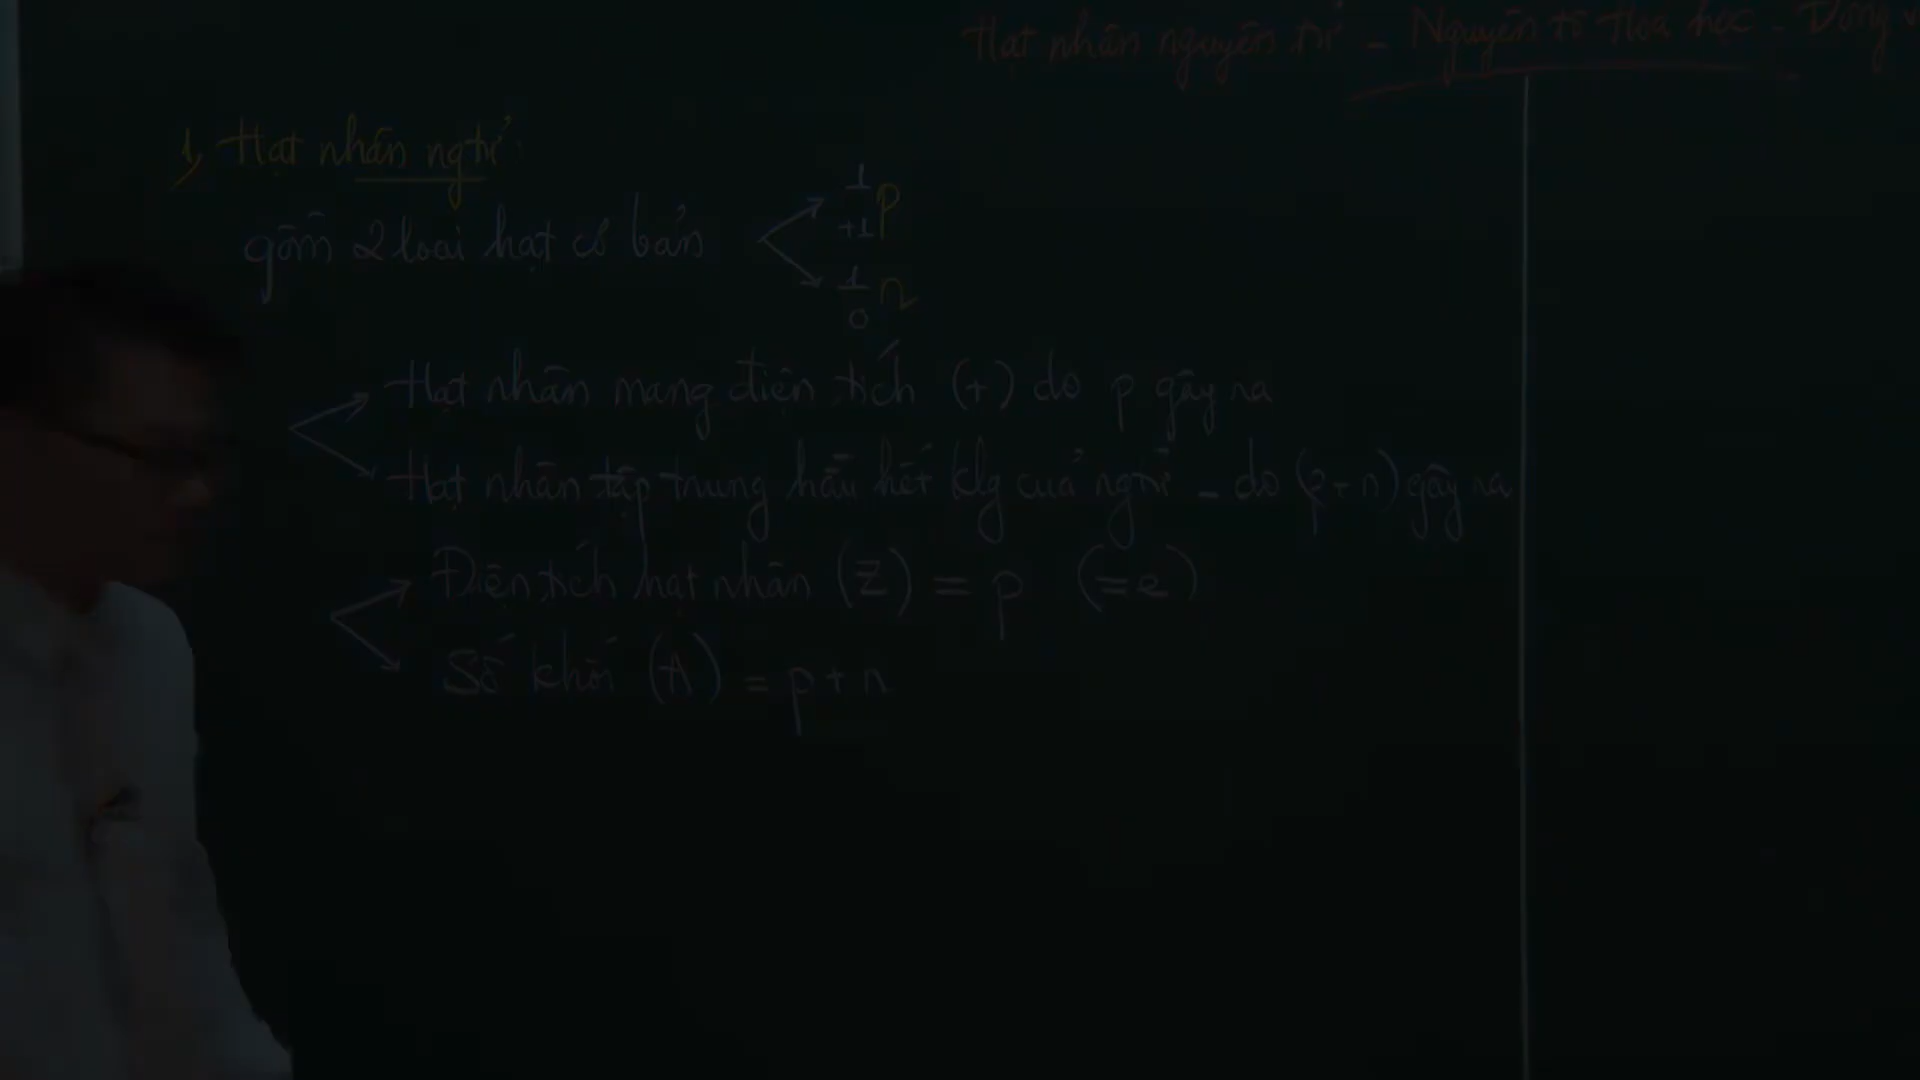 Hạt nhân nguyên tử - Nguyên tố Hoá học - Đồng v
1, Hạt nhân ngtử:
gồm 2 loại hạt cơ bản
1
+1 p
1
0 n
Hạt nhân mang điện tích (+) do p gây ra
Hạt nhân tập trung hầu hết klg của ngtử - do (p+n) gây ra
Điện tích hạt nhân (Z) = p (=e)
Số khối (A) = p+n